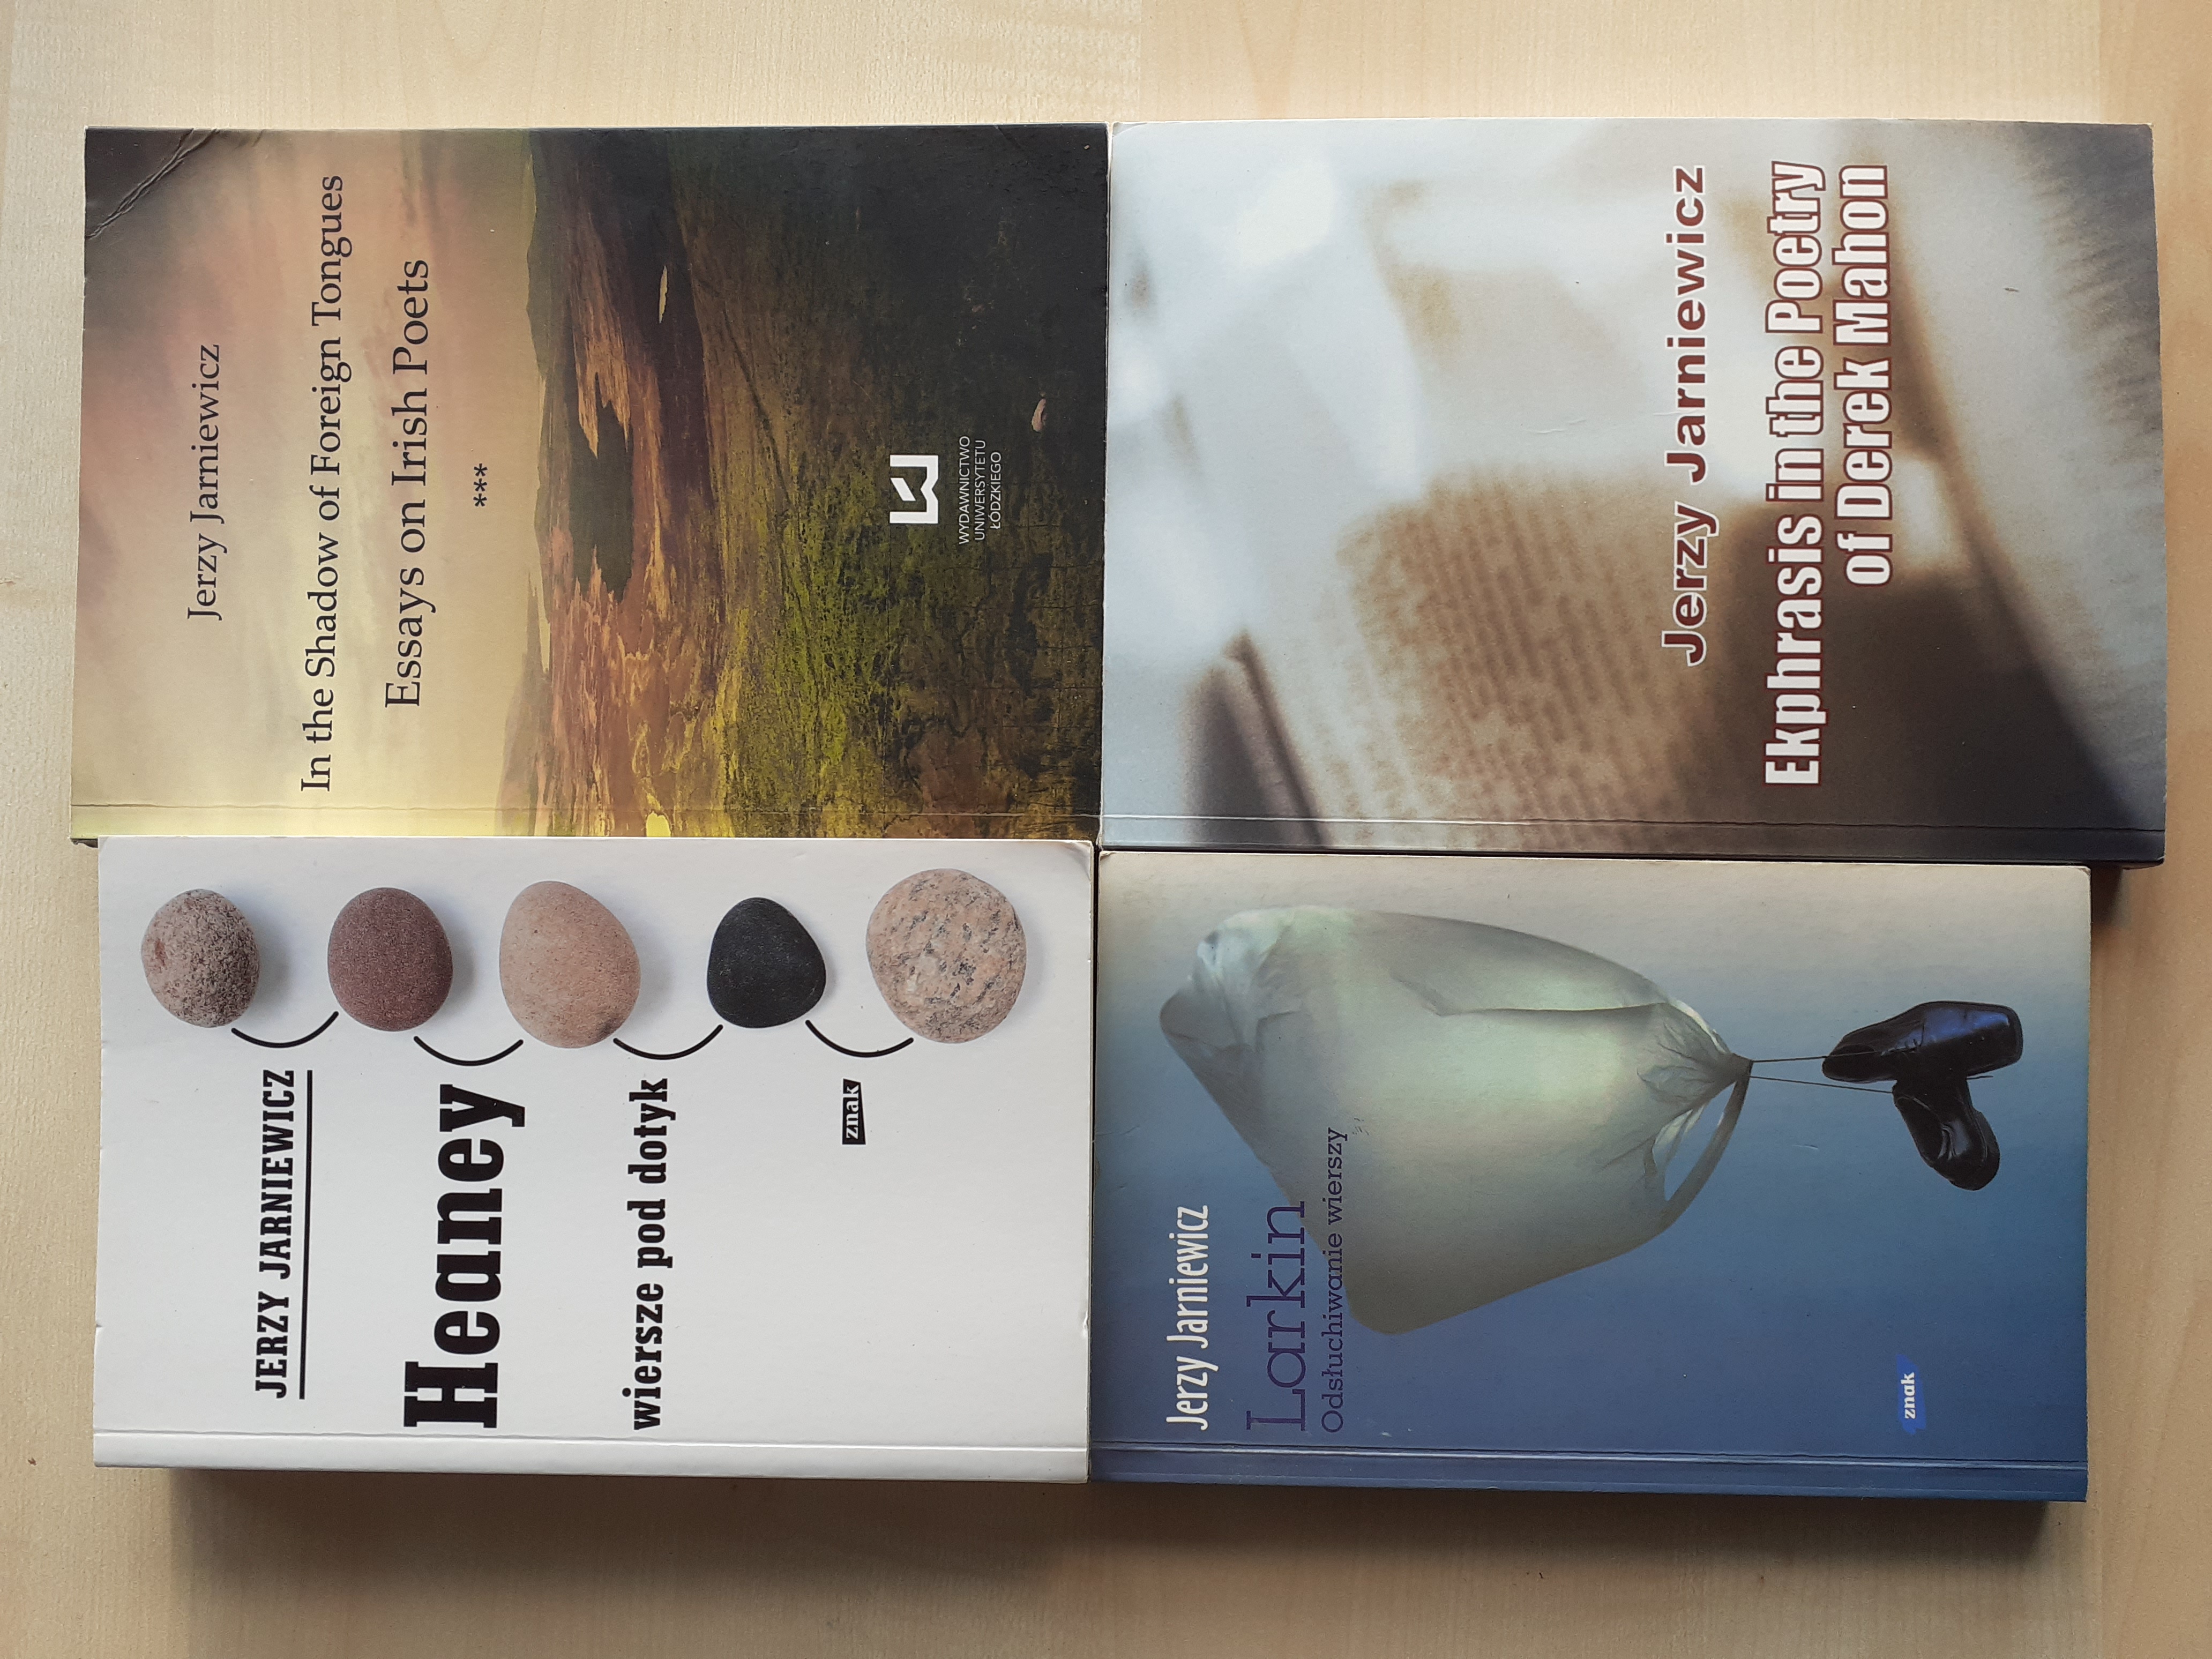 JERZY JARNIEWICZ
Heaney
wiersze pod dotyk
znak
Jerzy Jarniewicz
In the Shadow of Foreign Tongues
Essays on Irish Poets
***
WYDAWNICTWO
UNIWERSYTETU
ŁÓDZKIEGO
Jerzy Jarniewicz
Larkin
Odsłuchiwanie wierszy
znak
Jerzy Jarniewicz
Ekphrasis in the Poetry
of Derek Mahon